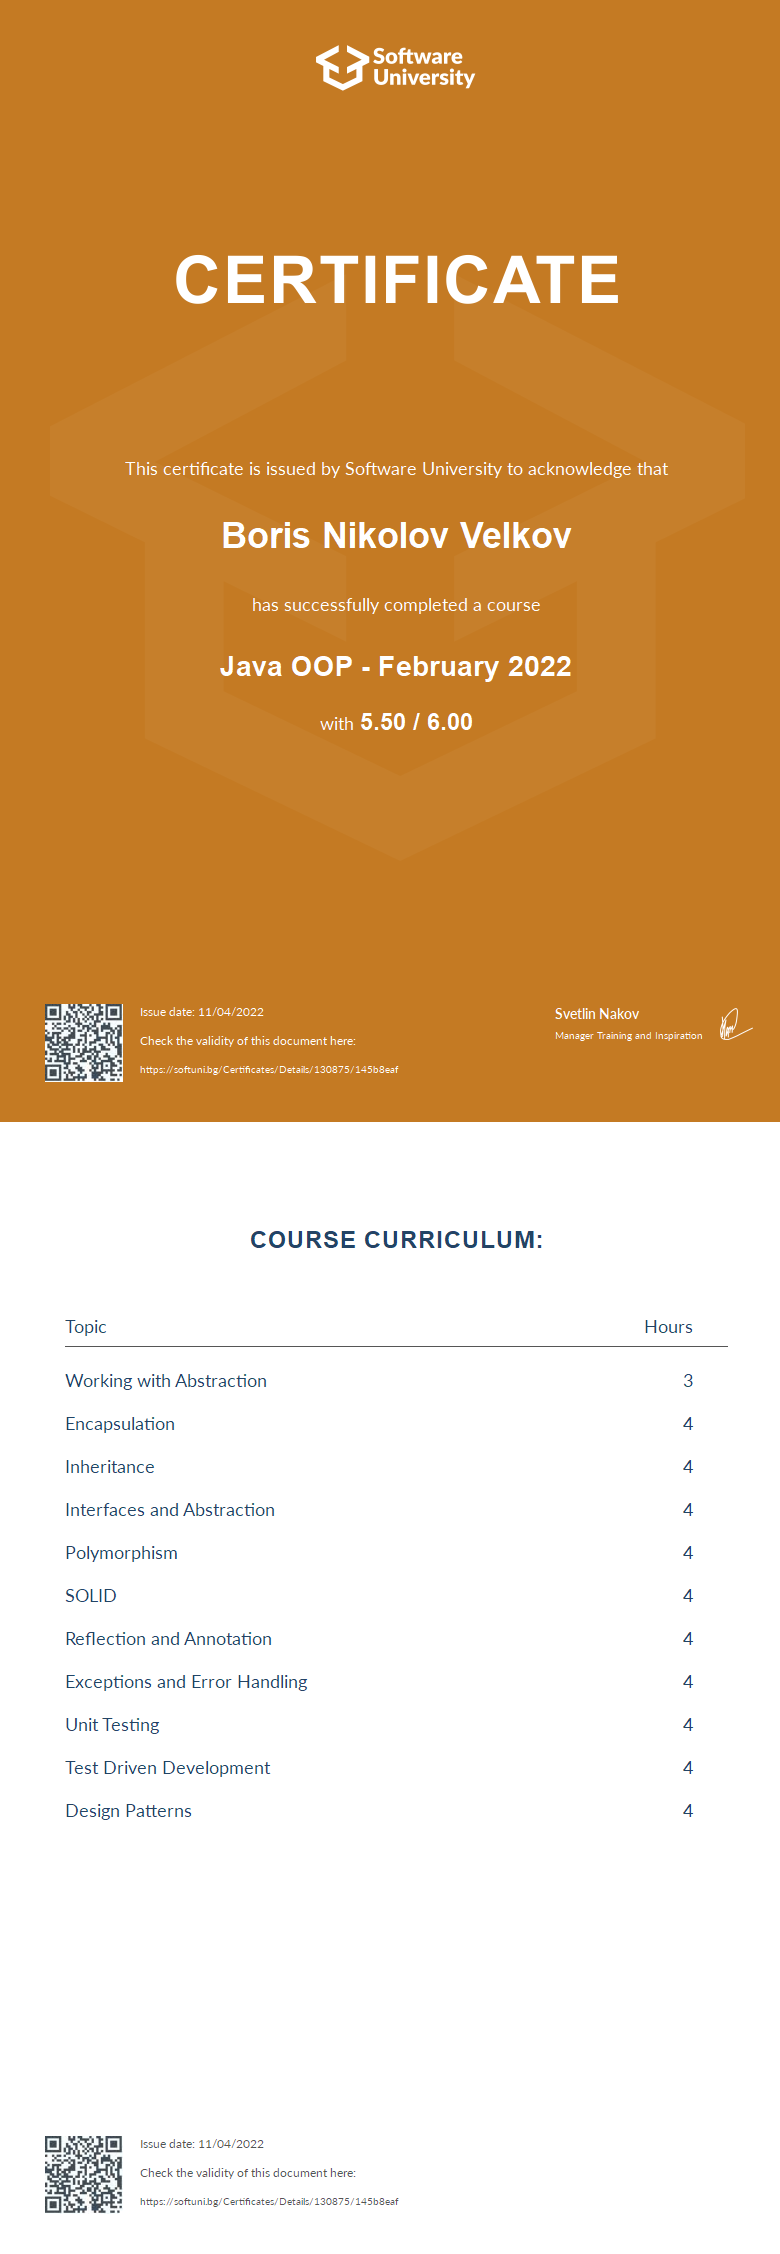 Software
University
CERTIFICATE
This certificate is issued by Software University to acknowledge that
Boris Nikolov Velkov
has successfully completed a course
Java OOP - February 2022
with 5.50 / 6.00
Issue date: 11/04/2022
Check the validity of this document here:
https://softuni.bg/Certificates/Details/130875/145b8eaf
Svetlin Nakov
Manager Training and Inspiration
COURSE CURRICULUM:
Topic Hours
Working with Abstraction 3
Encapsulation 4
Inheritance 4
Interfaces and Abstraction 4
Polymorphism 4
SOLID 4
Reflection and Annotation 4
Exceptions and Error Handling 4
Unit Testing 4
Test Driven Development 4
Design Patterns 4
Issue date: 11/04/2022
Check the validity of this document here:
https://softuni.bg/Certificates/Details/130875/145b8eaf